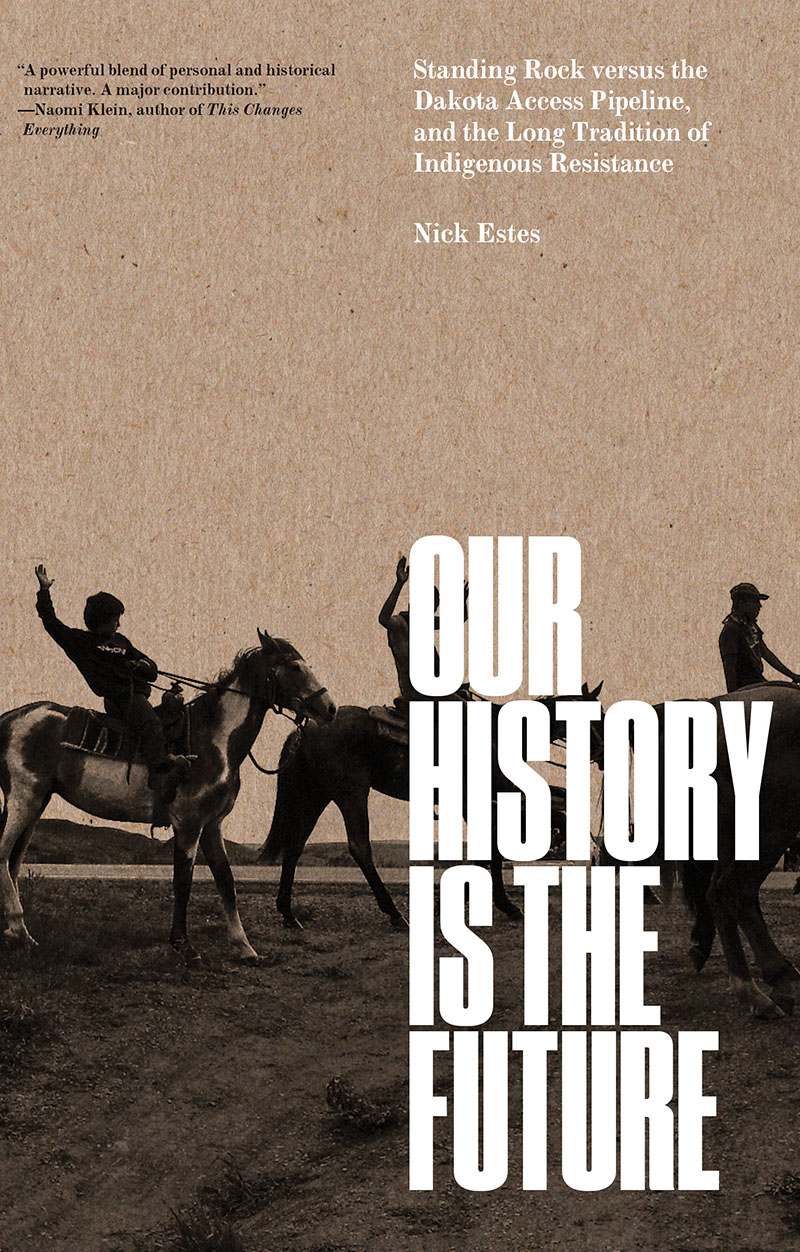 “A powerful blend of personal and historical
narrative. A major contribution.”
—Naomi Klein, author of This Changes
Everything
Standing Rock versus the
Dakota Access Pipeline,
and the Long Tradition of
Indigenous Resistance
Nick Estes
OUR
HISTORY
IS THE
FUTURE